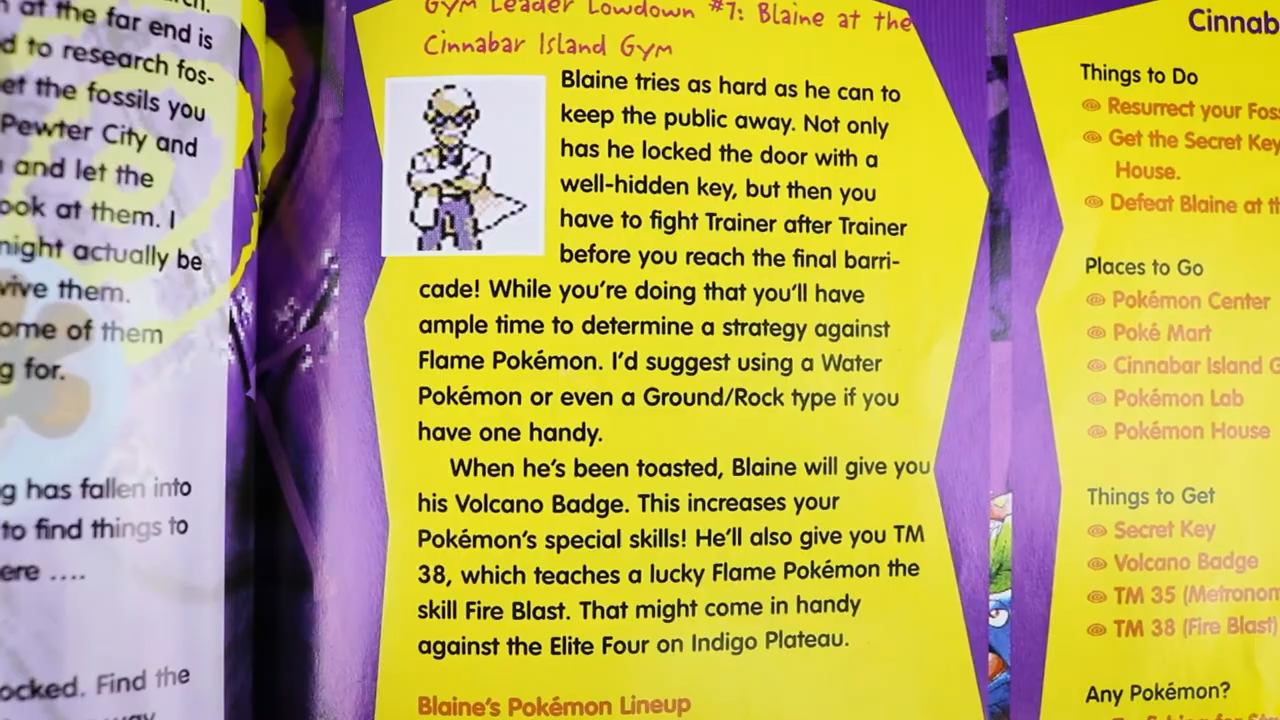 at the far end is
to research fos-
et the fossils you
Pewter City and
and let the
ook at them. I
might actually be
vive them.
ome of them
g for.
g has fallen into
to find things to
ere ....
ocked. Find the
Gym Leader Lowdown #7: Blaine at the
Cinnabar Island Gym
Blaine tries as hard as he can to
keep the public away. Not only
has he locked the door with a
well-hidden key, but then you
have to fight Trainer after Trainer
before you reach the final barri-
cade! While you're doing that you'll have
ample time to determine a strategy against
Flame Pokémon. I'd suggest using a Water
Pokémon or even a Ground/Rock type if you
have one handy.
When he's been toasted, Blaine will give you
his Volcano Badge. This increases your
Pokémon's special skills! He'll also give you TM
38, which teaches a lucky Flame Pokémon the
skill Fire Blast. That might come in handy
against the Elite Four on Indigo Plateau.
Blaine's Pokémon Lineup
Cinnab
Things to Do
Resurrect your Foss
Get the Secret Key
House.
Defeat Blaine at th
Places to Go
Pokémon Center
Poké Mart
Cinnabar Island G
Pokémon Lab
Pokémon House
Things to Get
Secret Key
Volcano Badge
TM 35 (Metronom
TM 38 (Fire Blast)
Any Pokémon?